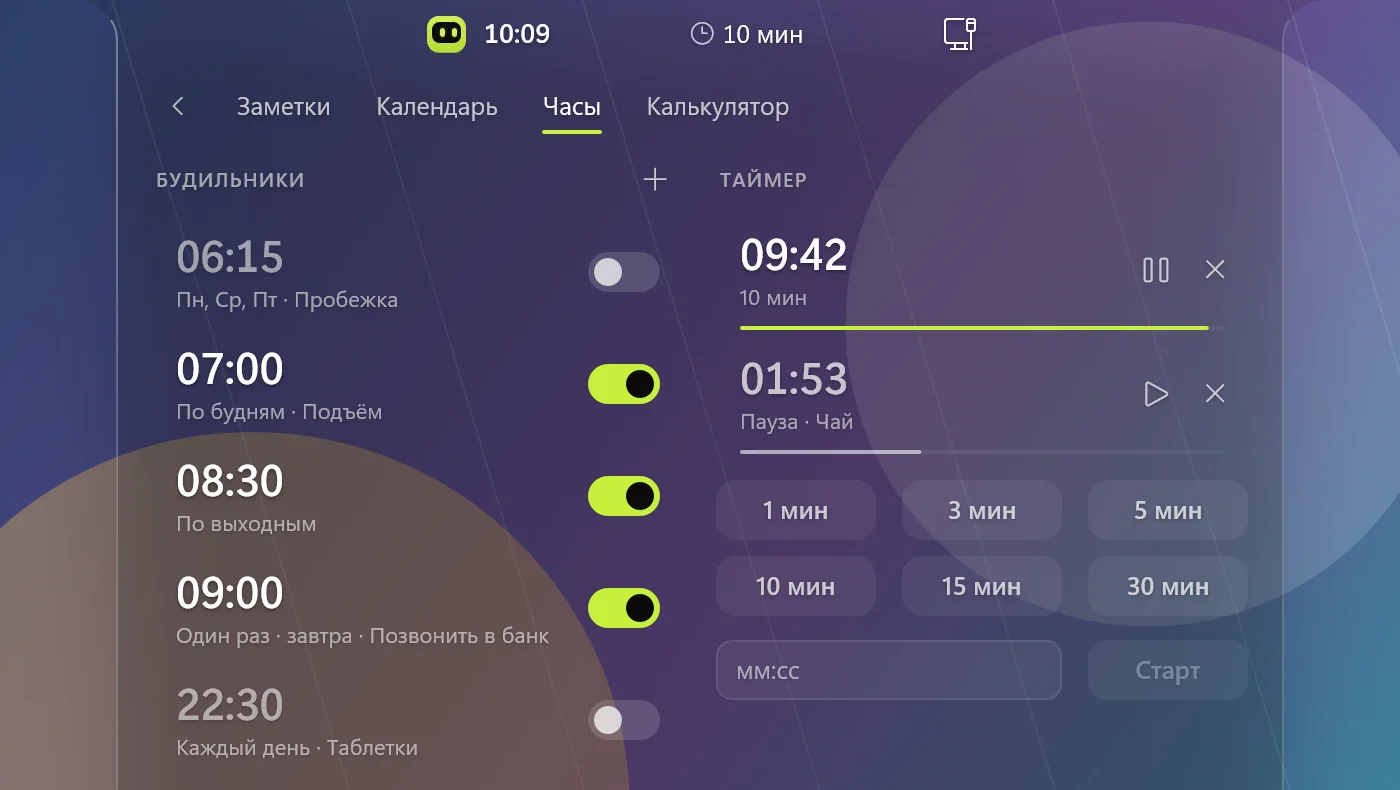 10:09
10 мин
Заметки Календарь Часы Калькулятор
БУДИЛЬНИКИ
06:15
Пн, Ср, Пт · Пробежка
07:00
По будням · Подъём
08:30
По выходным
09:00
Один раз · завтра · Позвонить в банк
22:30
Каждый день · Таблетки
ТАЙМЕР
09:42
10 мин
01:53
Пауза · Чай
1 мин 3 мин 5 мин
10 мин 15 мин 30 мин
мм:сс Старт